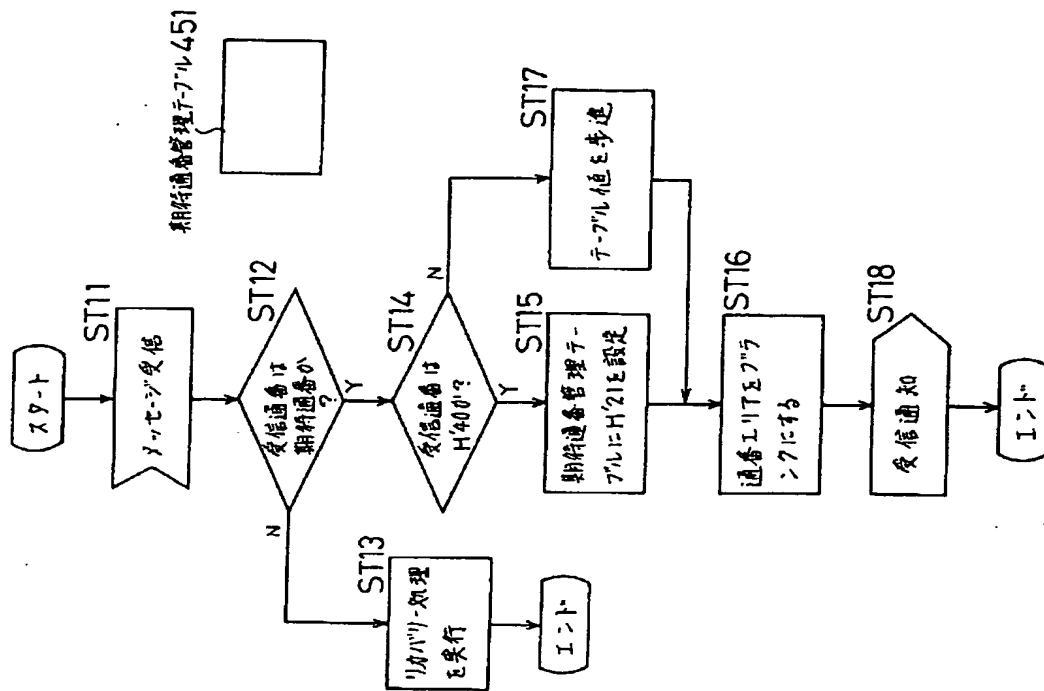 スタート
ST11
メッセージ受信
期待通番管理テーブル451
ST12
受信通番は
期待通番か
?
N
Y
ST13
リカバリー処理
を実行
エンド
ST14
受信通番は
H'40か?
N
Y
ST15
期待通番管理テー
ブルにH'21を設定
ST17
テーブル値を歩進
ST16
通番エリアをブラ
ンクにする
ST18
受信通知
エンド